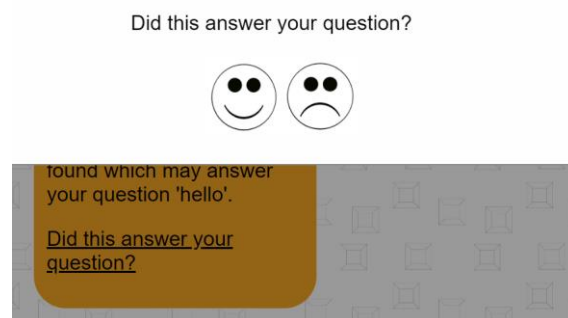 Did this answer your question?
found which may answer
your question 'hello'.
Did this answer your
question?